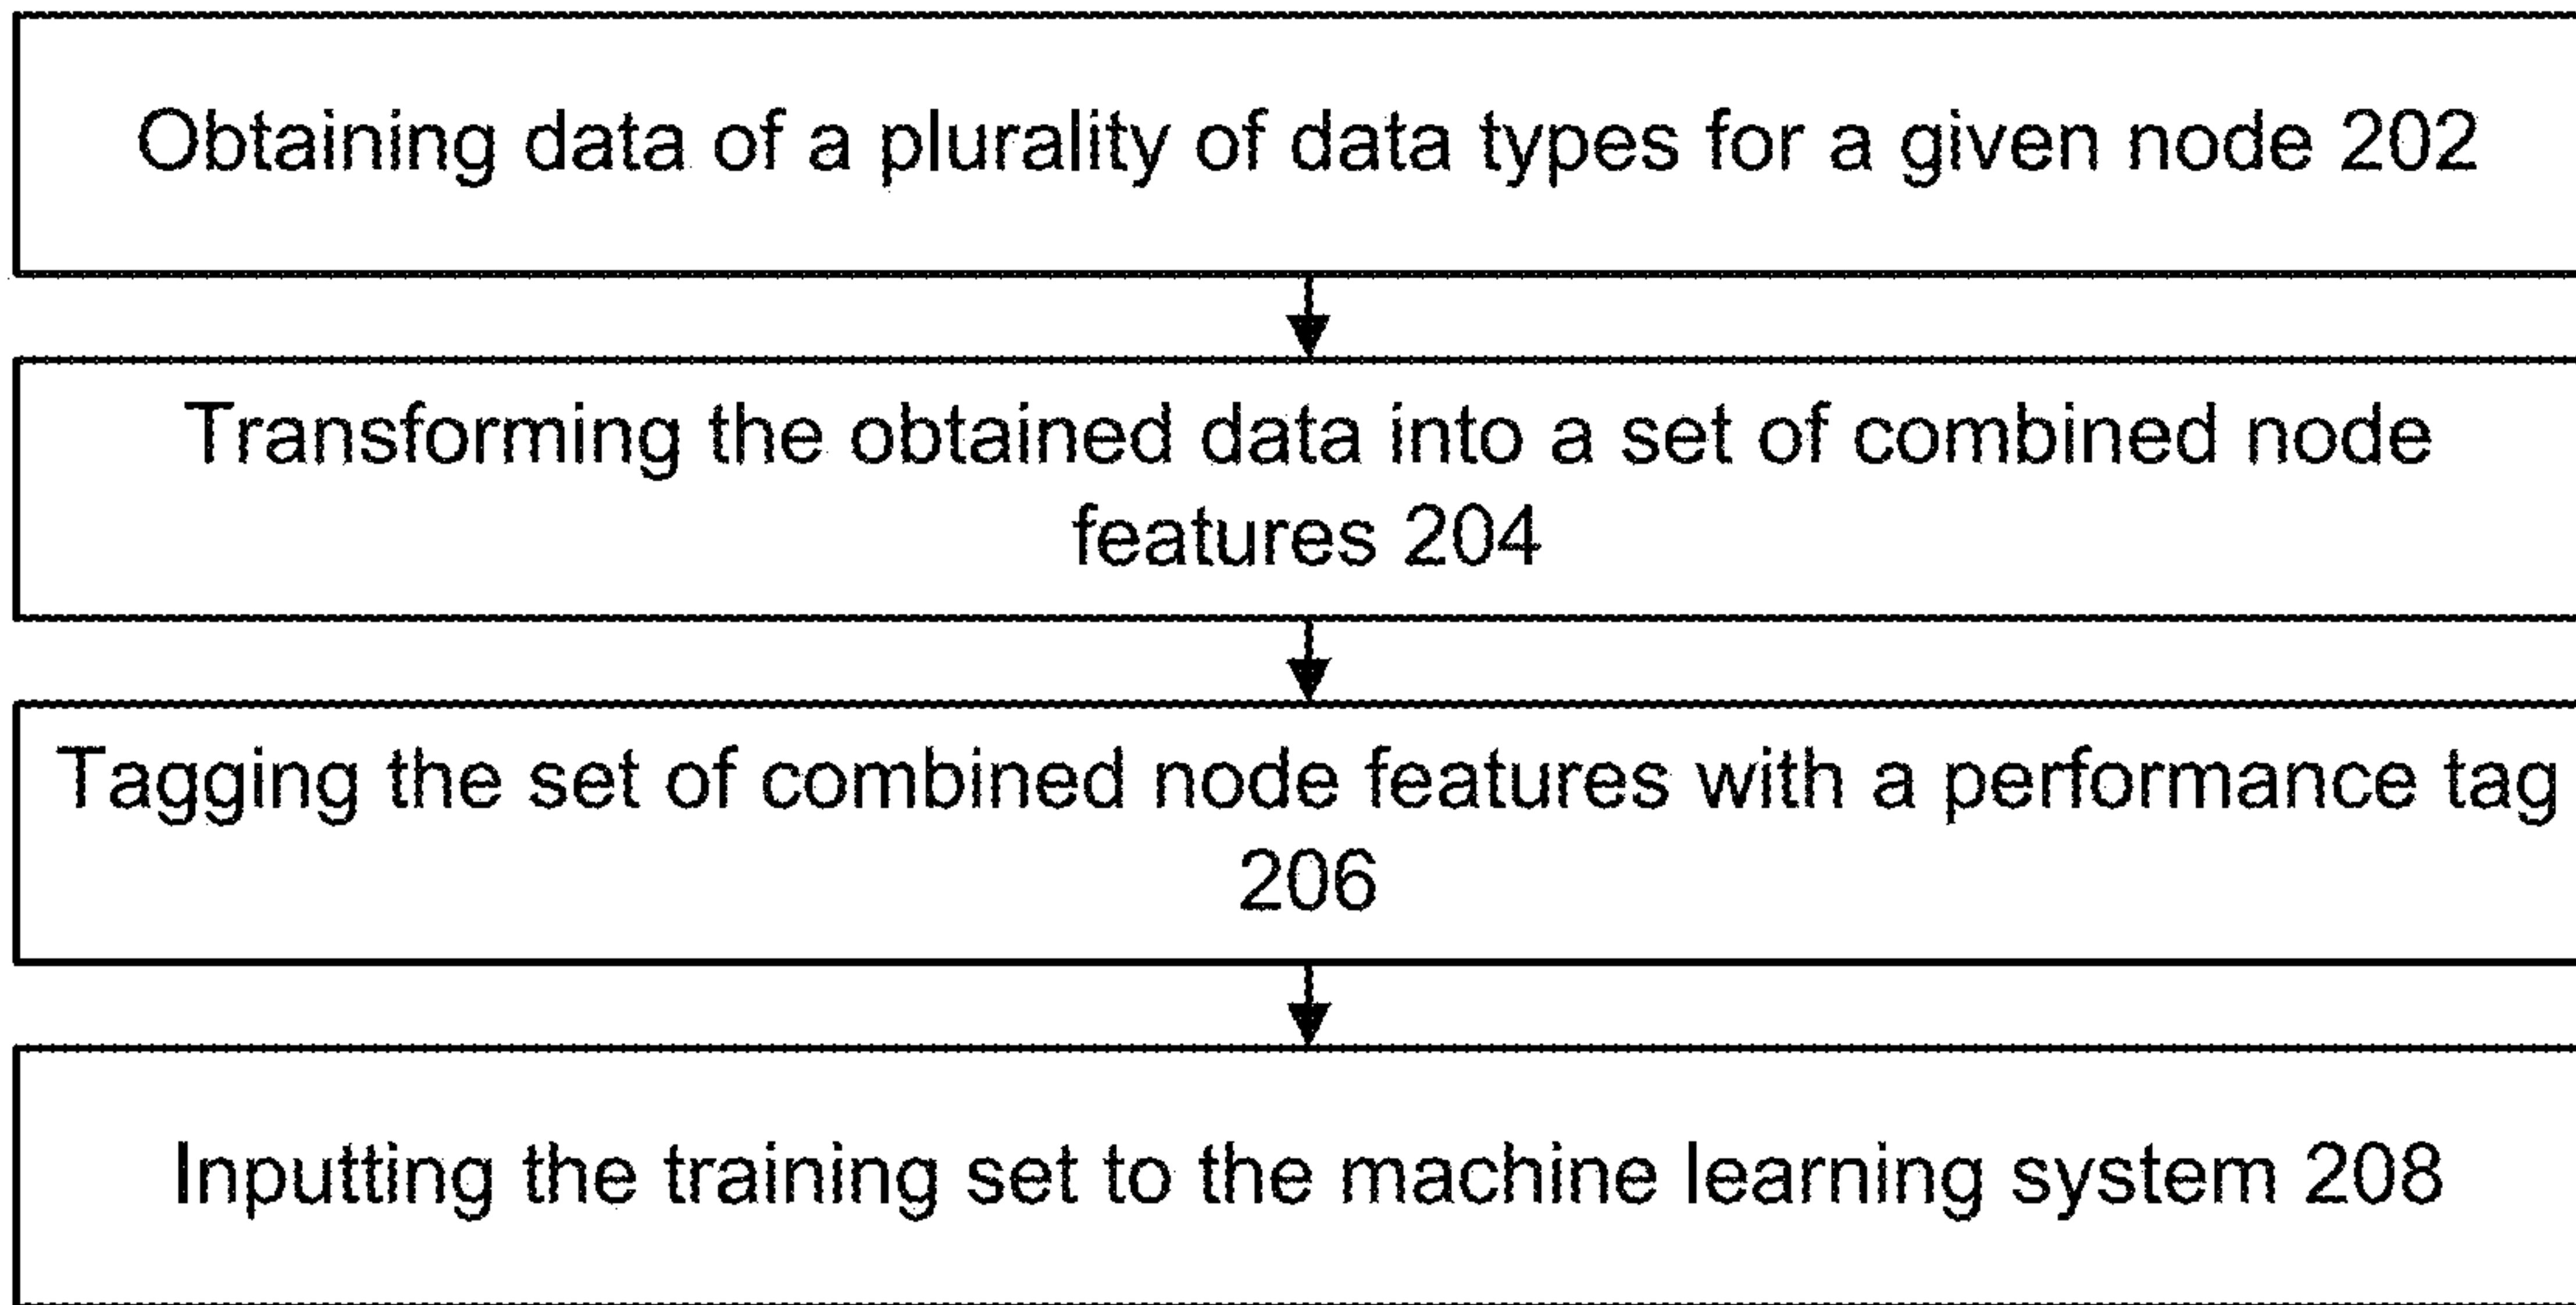 Obtaining data of a plurality of data types for a given node 202
Transforming the obtained data into a set of combined node
features 204
Tagging the set of combined node features with a performance tag
206
Inputting the training set to the machine learning system 208